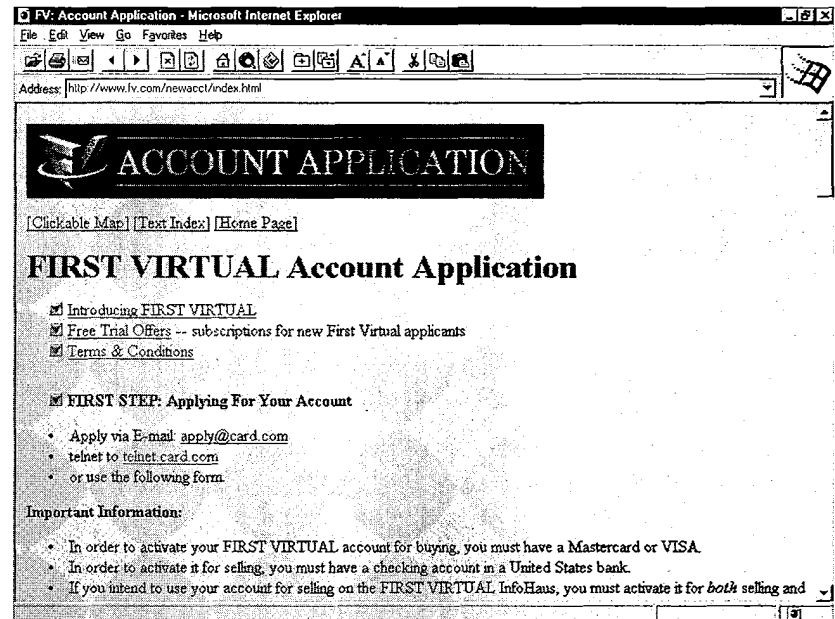 FV: Account Application - Microsoft Internet Explorer
File Edit View Go Favorites Help
Address: http://www.fv.com/newacct/index.html
ACCOUNT APPLICATION
[Clickable Map] [Text Index] [Home Page]
FIRST VIRTUAL Account Application
Introducing FIRST VIRTUAL
Free Trial Offers -- subscriptions for new First Virtual applicants
Terms & Conditions
FIRST STEP: Applying For Your Account
• Apply via E-mail: apply@card.com
• telnet to telnet.card.com
• or use the following form.
Important Information:
• In order to activate your FIRST VIRTUAL account for buying, you must have a Mastercard or VISA.
• In order to activate it for selling, you must have a checking account in a United States bank.
• If you intend to use your account for selling on the FIRST VIRTUAL InfoHaus, you must activate it for both selling and